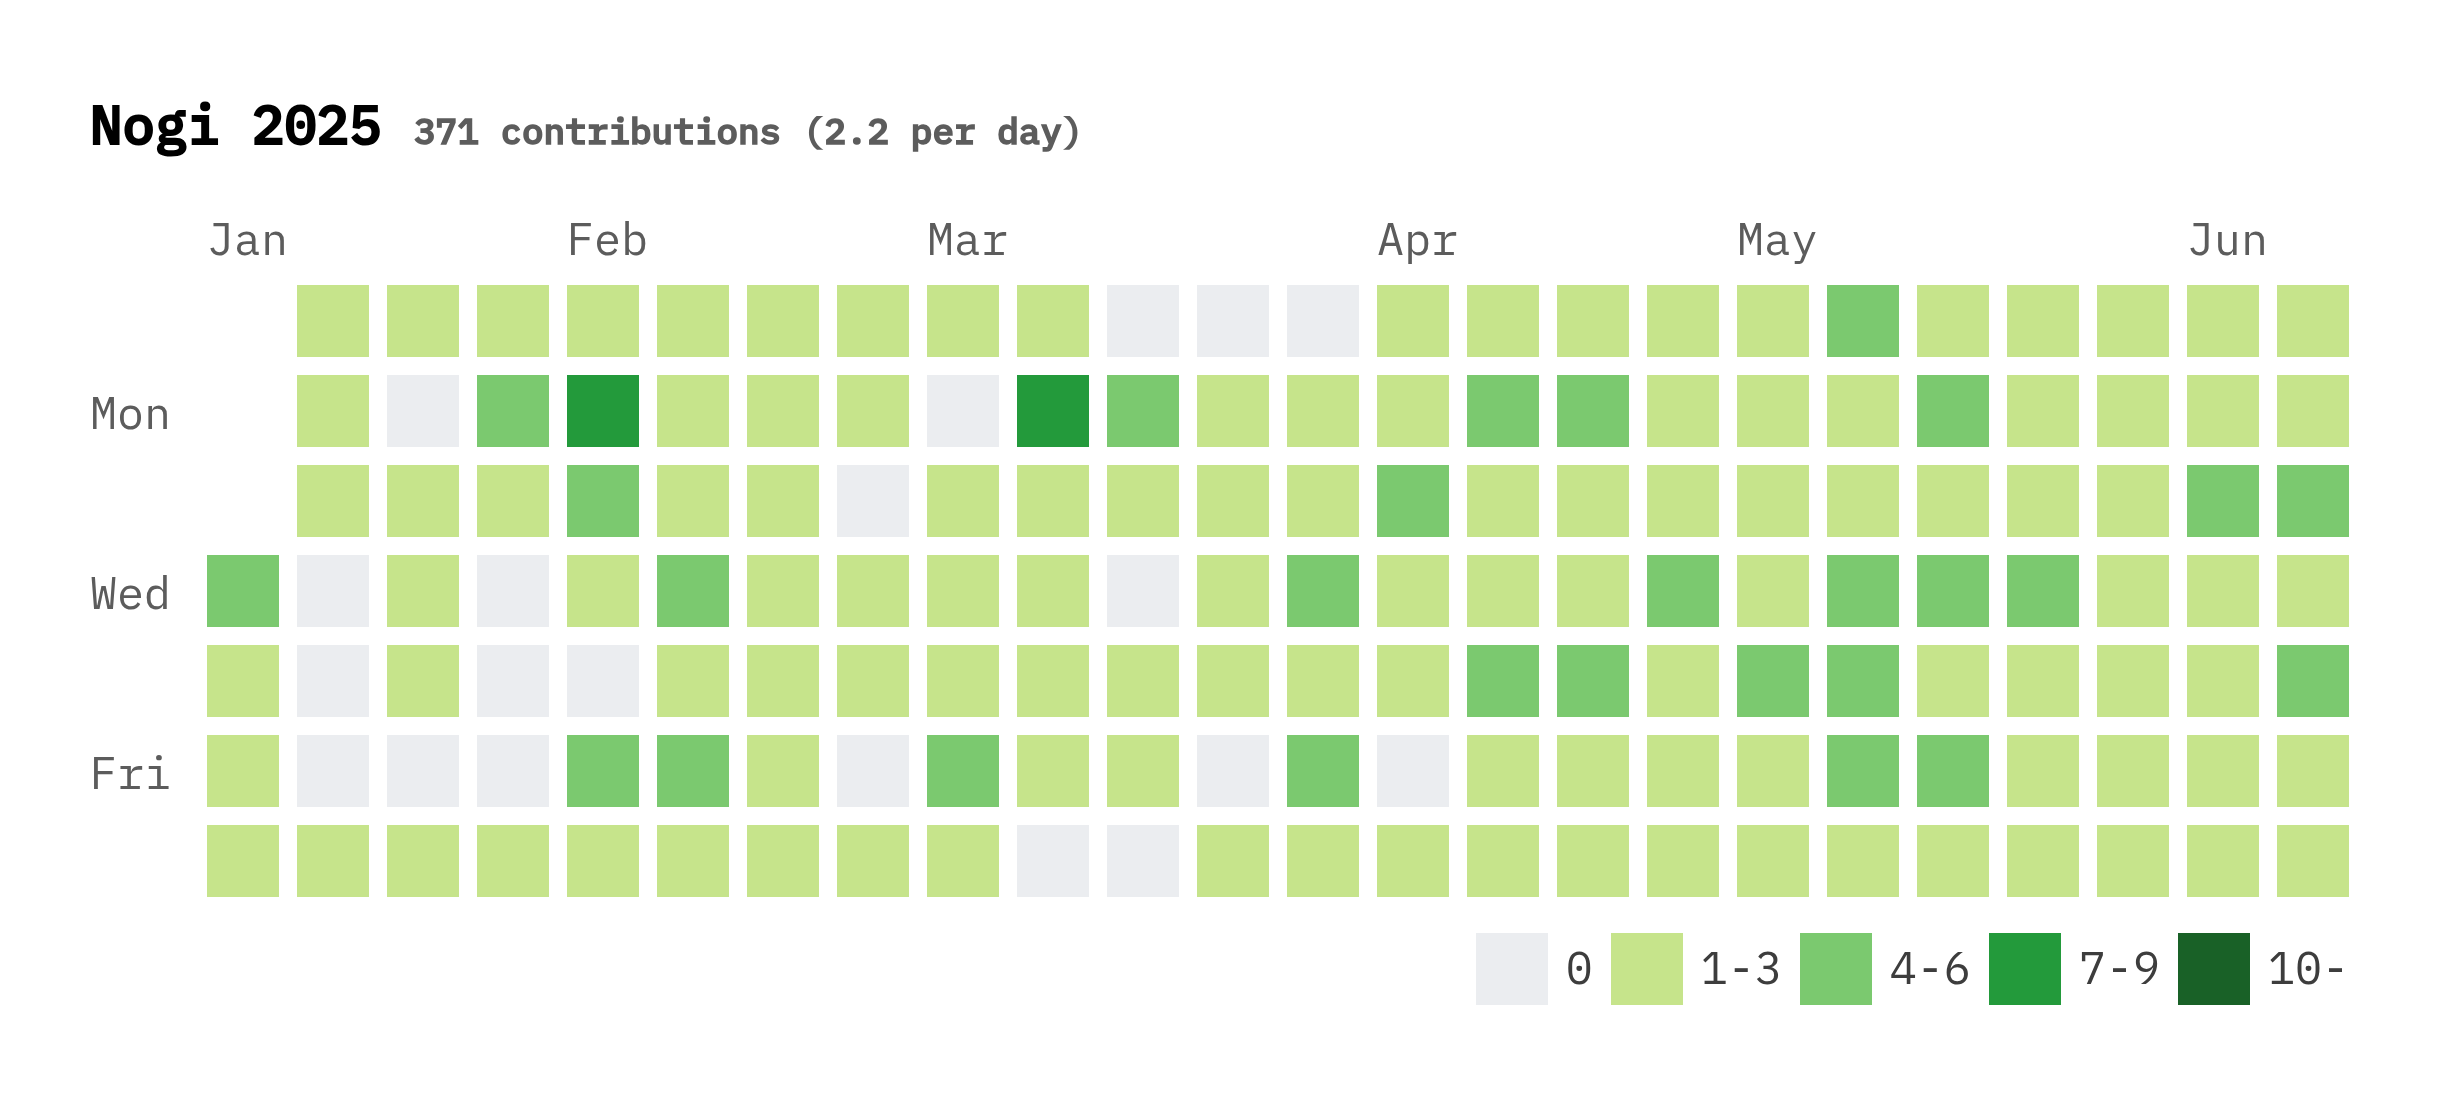 Nogi 2025 371 contributions (2.2 per day)
Jan Feb Mar Apr May Jun
Mon
Wed
Fri
0 1-3 4-6 7-9 10-